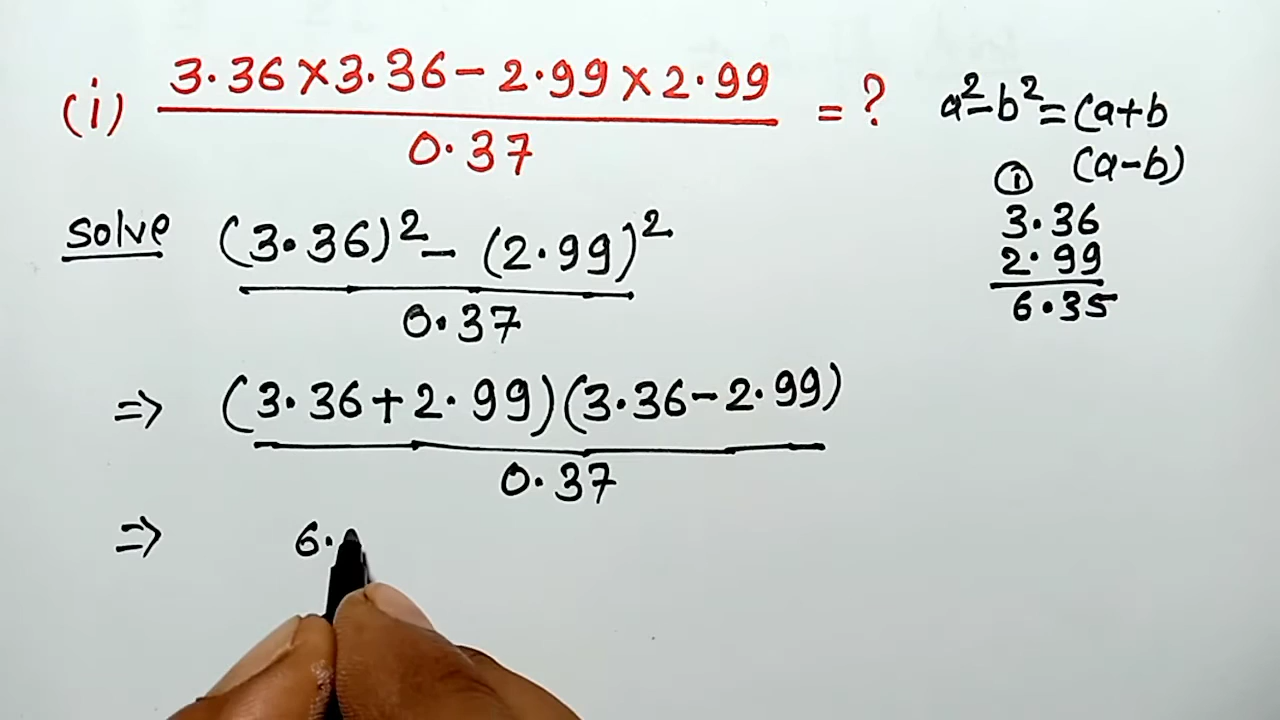 (i) 3.36×3.36-2.99×2.99 = ?
0.37
a²-b²=(a+b
(a-b)
①
3.36
2.99
6.35
Solve (3.36)²-(2.99)²
0.37
=> (3.36+2.99)(3.36-2.99)
0.37
=> 6.